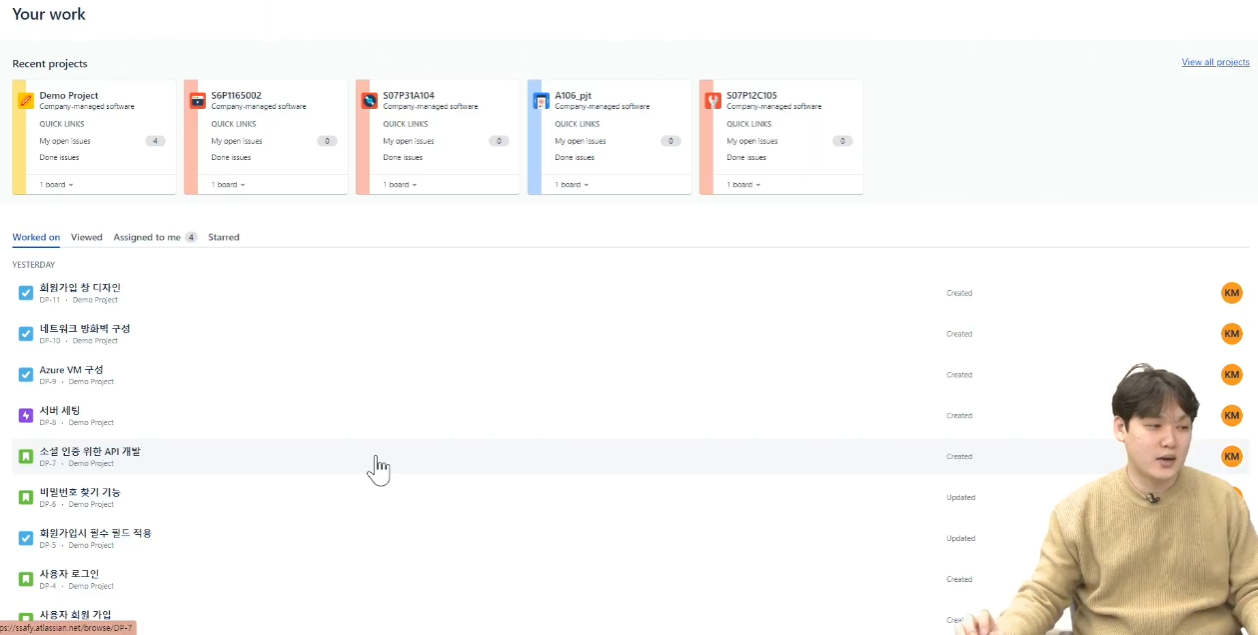 Your work
Recent projects
View all projects
Demo Project
Company-managed software
QUICK LINKS
My open issues 4
Done issues
1 board
S6P1165002
Company-managed software
QUICK LINKS
My open issues 0
Done issues
1 board
S07P31A104
Company-managed software
QUICK LINKS
My open issues 0
Done issues
1 board
A106_pjt
Company-managed software
QUICK LINKS
My open issues 0
Done issues
1 board
S07P12C105
Company-managed software
QUICK LINKS
My open issues 0
Done issues
1 board
Worked on Viewed Assigned to me 4 Starred
YESTERDAY
회원가입 창 디자인
DP-11 · Demo Project
Created KM
네트워크 방화벽 구성
DP-10 · Demo Project
Created KM
Azure VM 구성
DP-9 · Demo Project
Created KM
서버 세팅
DP-8 · Demo Project
Created KM
소셜 인증 위한 API 개발
DP-7 · Demo Project
Created KM
비밀번호 찾기 기능
DP-6 · Demo Project
Updated
회원가입시 필수 필드 적용
DP-5 · Demo Project
Updated
사용자 로그인
DP-4 · Demo Project
Created
사용자 회원 가입
ps://ssafy.atlassian.net/browse/DP-7